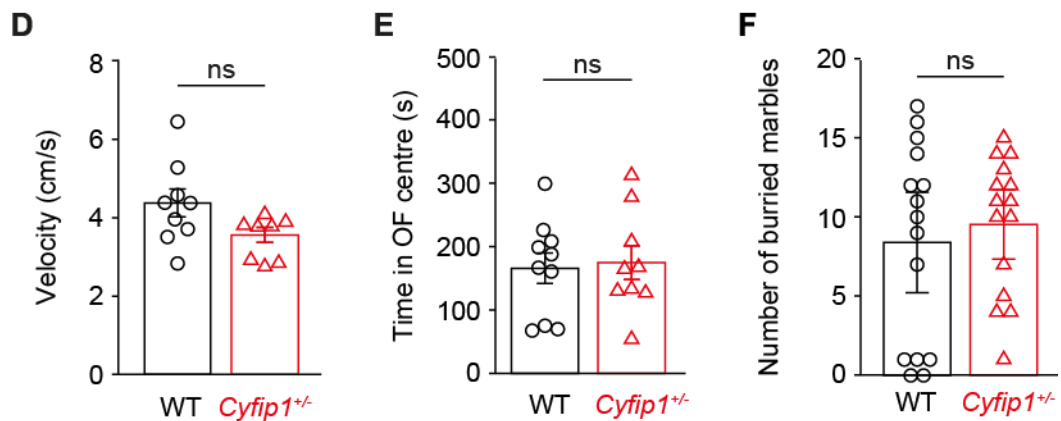 D
Velocity (cm/s)
8
6
4
2
0
ns
WT
Cyfip1+/-
E
Time in OF centre (s)
500
400
300
200
100
0
ns
WT
Cyfip1+/-
F
Number of burried marbles
20
15
10
5
0
ns
WT
Cyfip1+/-